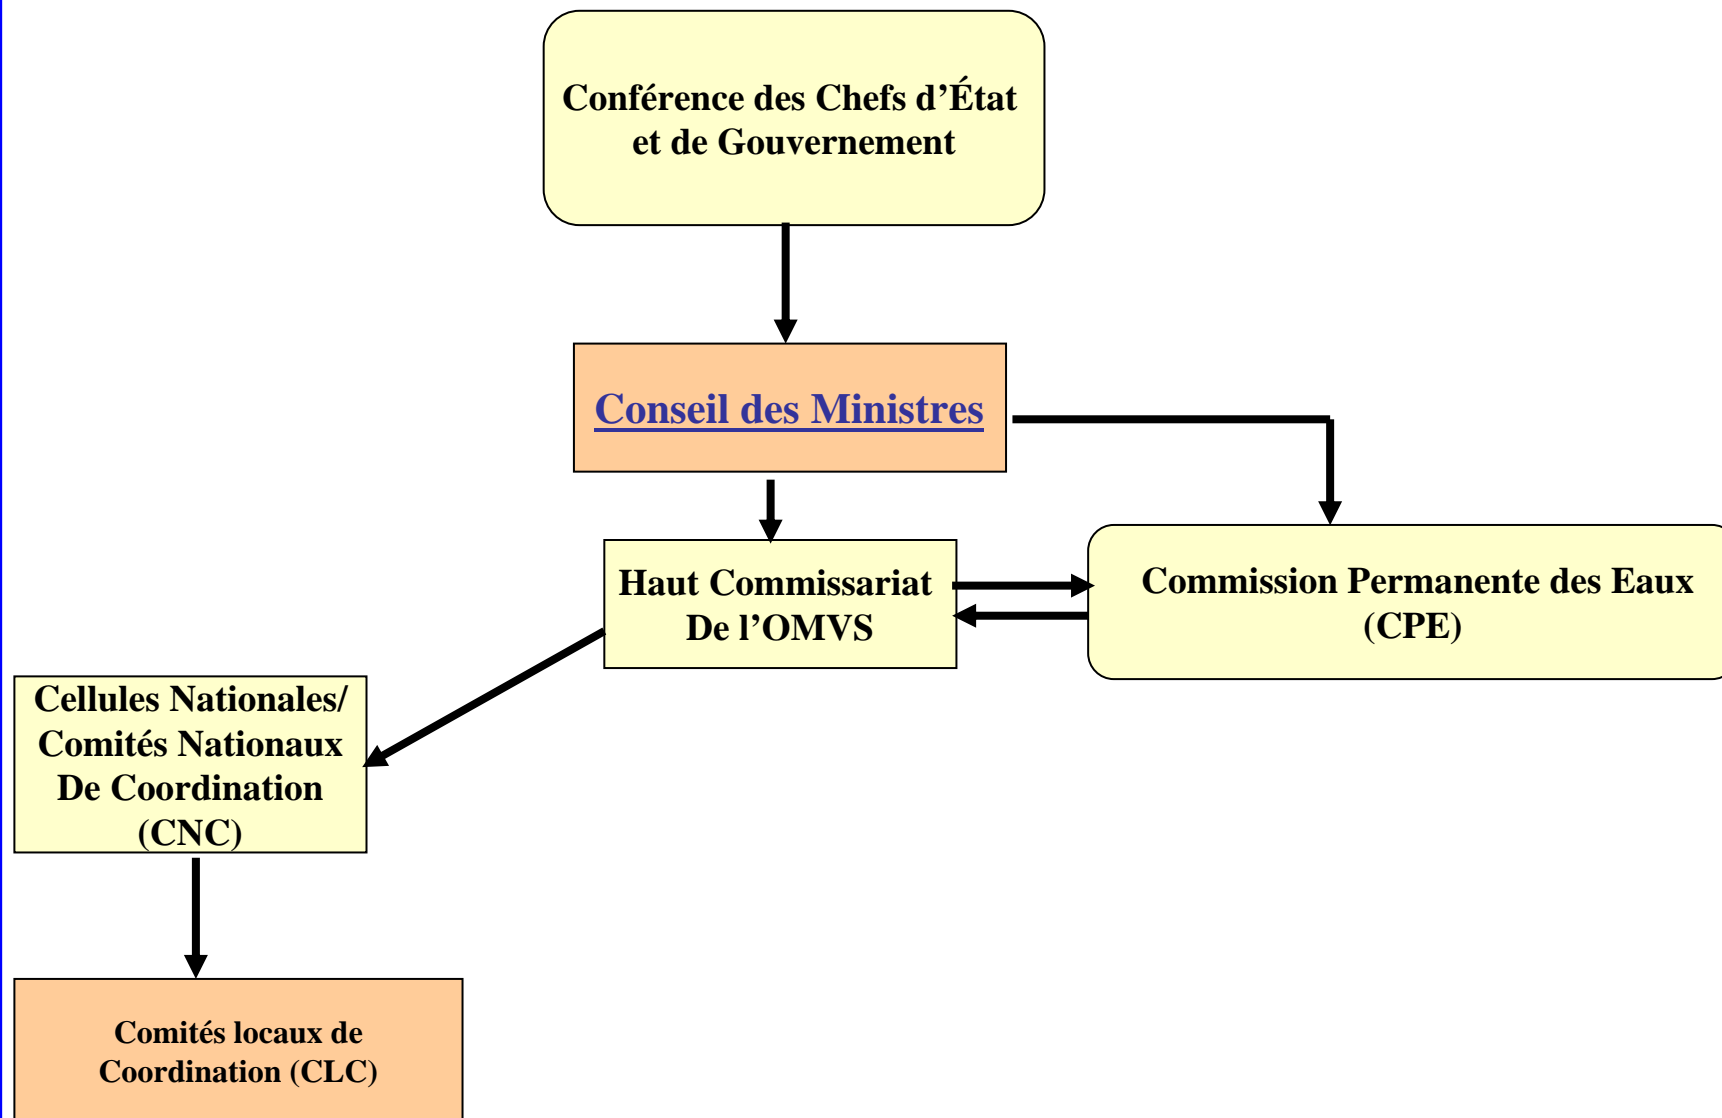 Conférence des Chefs d’État
et de Gouvernement
Conseil des Ministres
Haut Commissariat
De l’OMVS
Commission Permanente des Eaux
(CPE)
Cellules Nationales/
Comités Nationaux
De Coordination
(CNC)
Comités locaux de
Coordination (CLC)